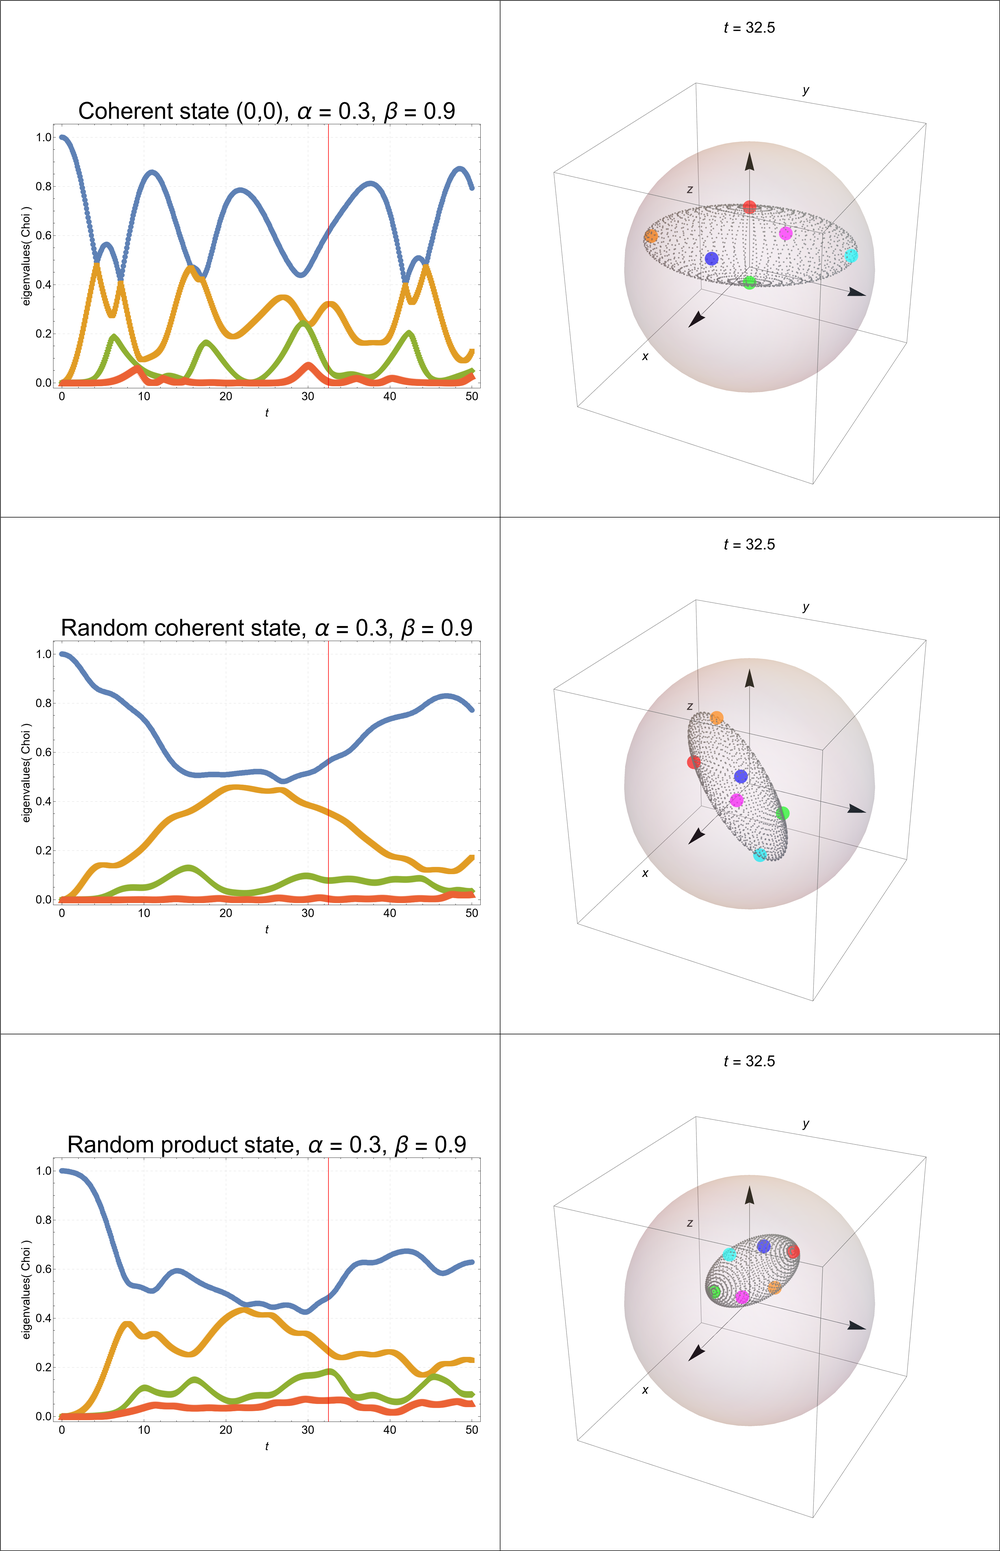 Coherent state (0,0), α = 0.3, β = 0.9
eigenvalues( Choi )
1.0
0.8
0.6
0.4
0.2
0.0
0 10 20 30 40 50
t
t = 32.5
y
z
x
Random coherent state, α = 0.3, β = 0.9
eigenvalues( Choi )
1.0
0.8
0.6
0.4
0.2
0.0
0 10 20 30 40 50
t
t = 32.5
y
z
x
Random product state, α = 0.3, β = 0.9
eigenvalues( Choi )
1.0
0.8
0.6
0.4
0.2
0.0
0 10 20 30 40 50
t
t = 32.5
y
z
x